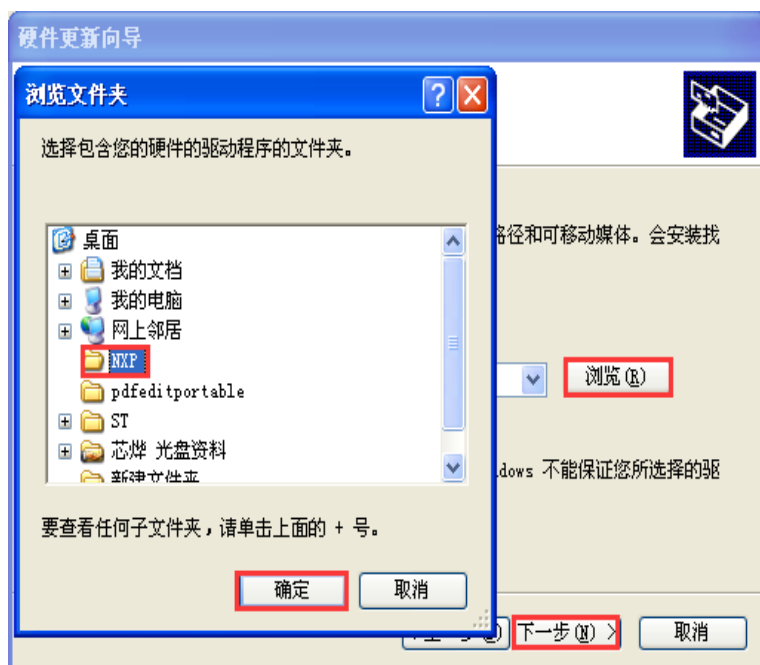 硬件更新向导
浏览文件夹
选择包含您的硬件的驱动程序的文件夹。
桌面
我的文档
我的电脑
网上邻居
NXP
pdfeditportable
ST
芯烨 光盘资料
新建文件夹
要查看任何子文件夹，请单击上面的 + 号。
确定
取消
径和可移动媒体。会安装找
浏览(R)
dows 不能保证您所选择的驱
下一步(N) >
取消